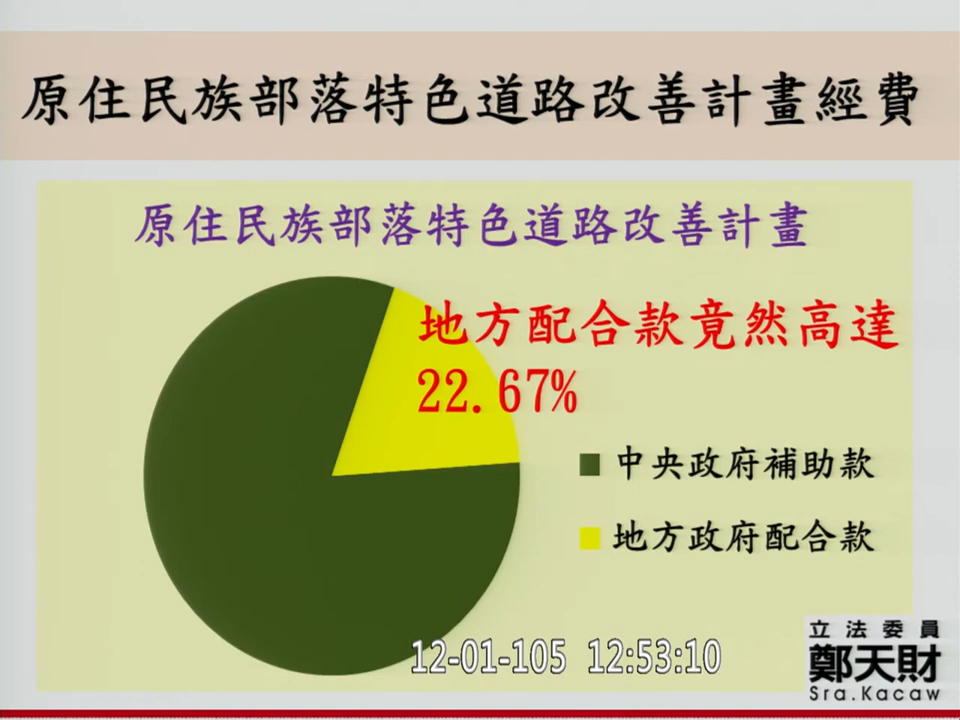 原住民族部落特色道路改善計畫經費
原住民族部落特色道路改善計畫
地方配合款竟然高達
22.67%
中央政府補助款
地方政府配合款
12-01-105 12:53:10
立法委員
鄭天財
Sra.Kacaw